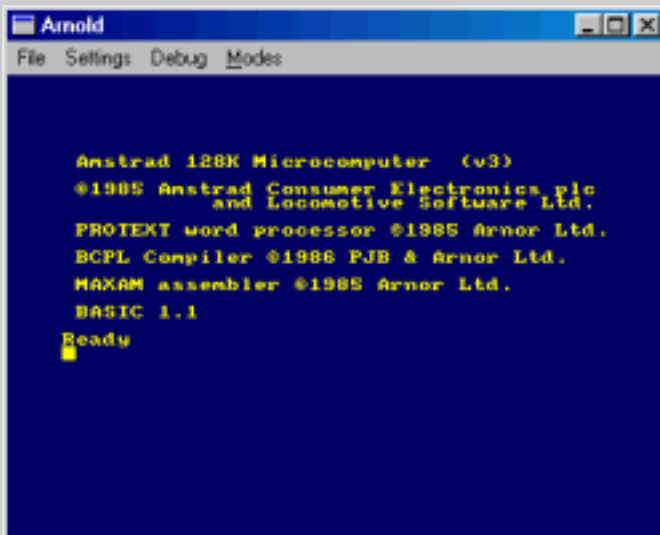 Arnold
File Settings Debug Modes
Amstrad 128K Microcomputer (v3)
©1985 Amstrad Consumer Electronics plc
and Locomotive Software Ltd.
PROTEXT word processor ©1985 Arnor Ltd.
BCPL Compiler ©1986 PJB & Arnor Ltd.
MAXAM assembler ©1985 Arnor Ltd.
BASIC 1.1
Ready